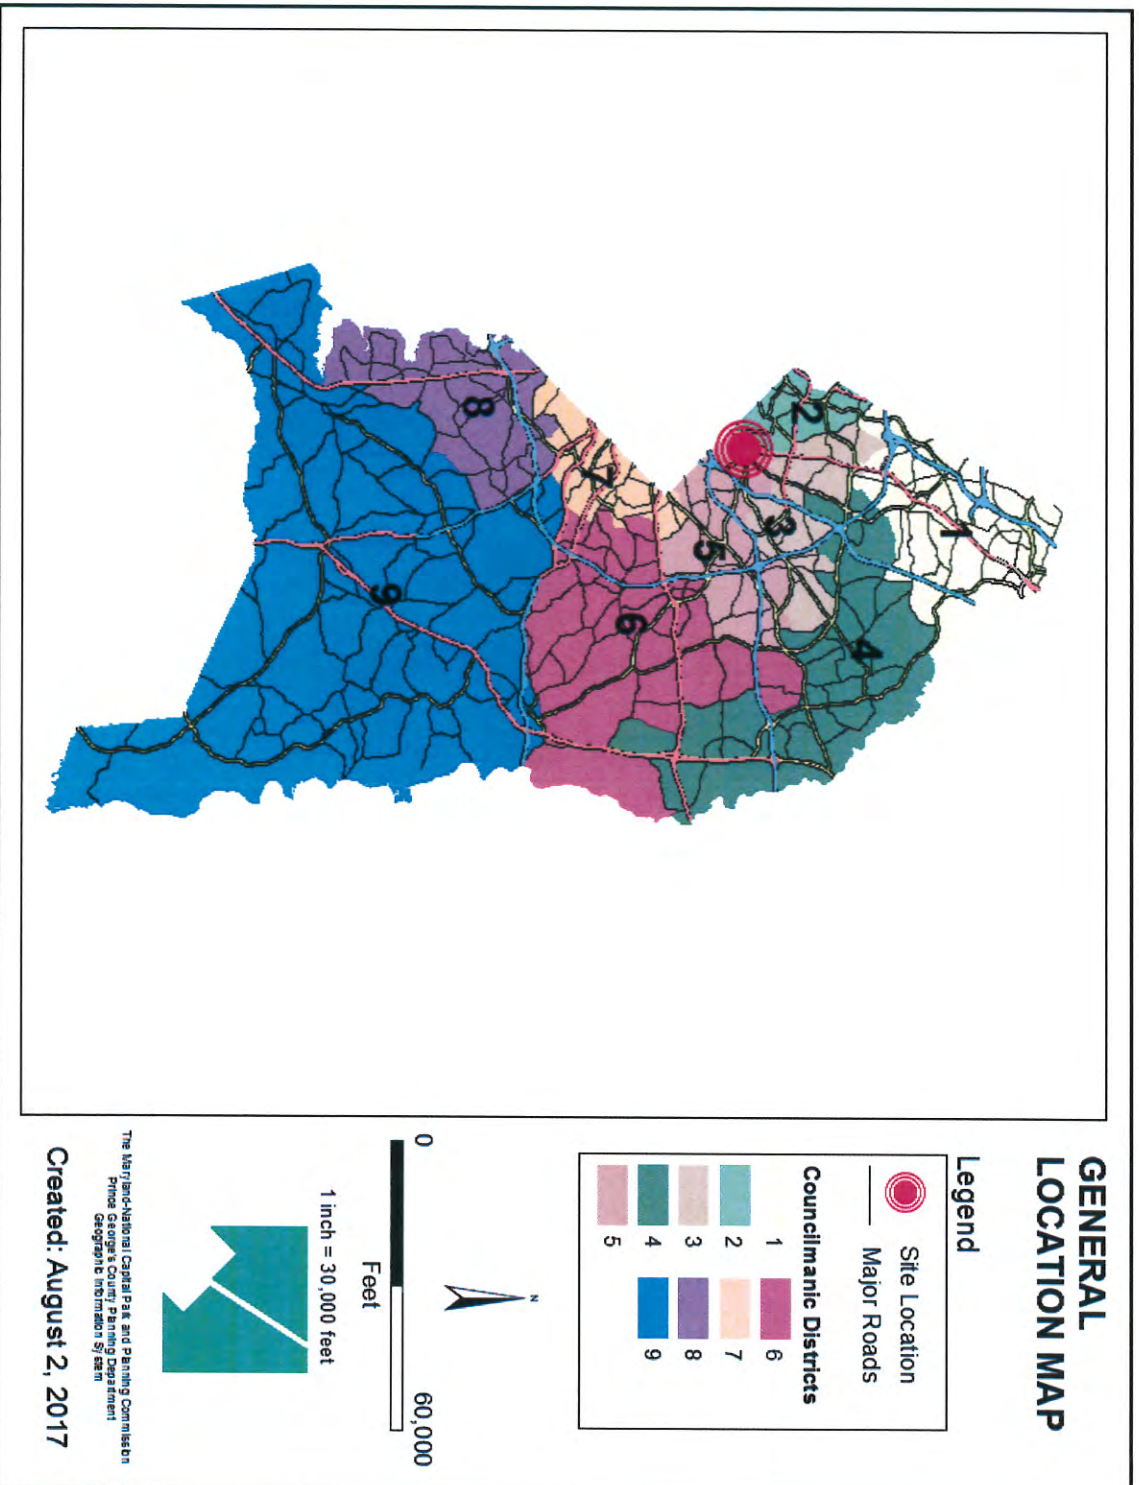 GENERAL
LOCATION MAP
Legend
Site Location
Major Roads
Councilmanic Districts
1
2
3
4
5
6
7
8
9
N
0
60,000
Feet
1 inch = 30,000 feet
The Maryland-National Capital Park and Planning Commission
Prince George's County Planning Department
Geographic Information System
Created: August 2, 2017
1
2
3
4
5
6
7
8
9